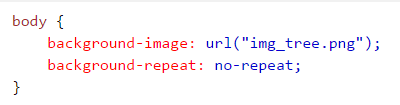 body {
    background-image: url("img_tree.png");
    background-repeat: no-repeat;
}